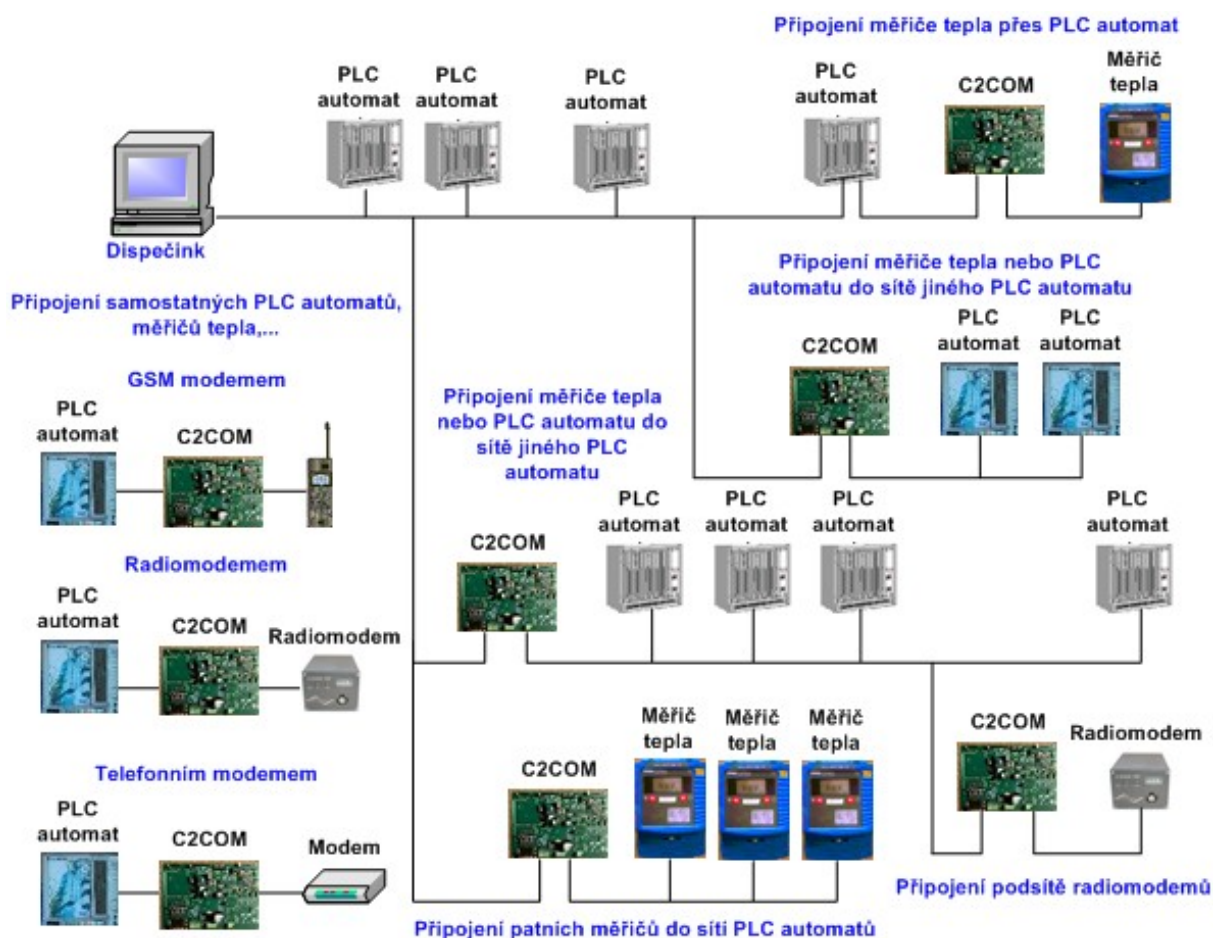 Připojení měřiče tepla přes PLC automat
PLC
automat
PLC
automat
PLC
automat
PLC
automat
C2COM
Měřič
tepla
Dispečink
Připojení samostatných PLC automatů,
měřičů tepla,...
GSM modemem
PLC
automat
C2COM
Radiomodemem
PLC
automat
C2COM
Radiomodem
Telefonním modemem
PLC
automat
C2COM
Modem
Připojení měřiče tepla nebo PLC
automatu do sítě jiného PLC automatu
C2COM
PLC
automat
PLC
automat
Připojení měřiče tepla
nebo PLC automatu do
sítě jiného PLC
automatu
C2COM
PLC
automat
PLC
automat
PLC
automat
PLC
automat
C2COM
Měřič
tepla
Měřič
tepla
Měřič
tepla
Připojení patních měřičů do síti PLC automatů
C2COM
Radiomodem
Připojení podsítě radiomodemů